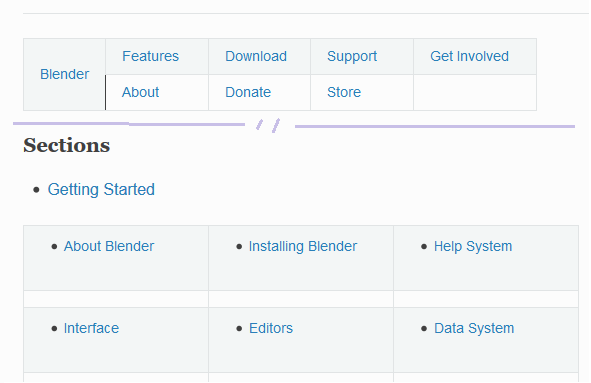 Features Download Support Get Involved
Blender
About Donate Store
Sections
Getting Started
About Blender Installing Blender Help System
Interface Editors Data System